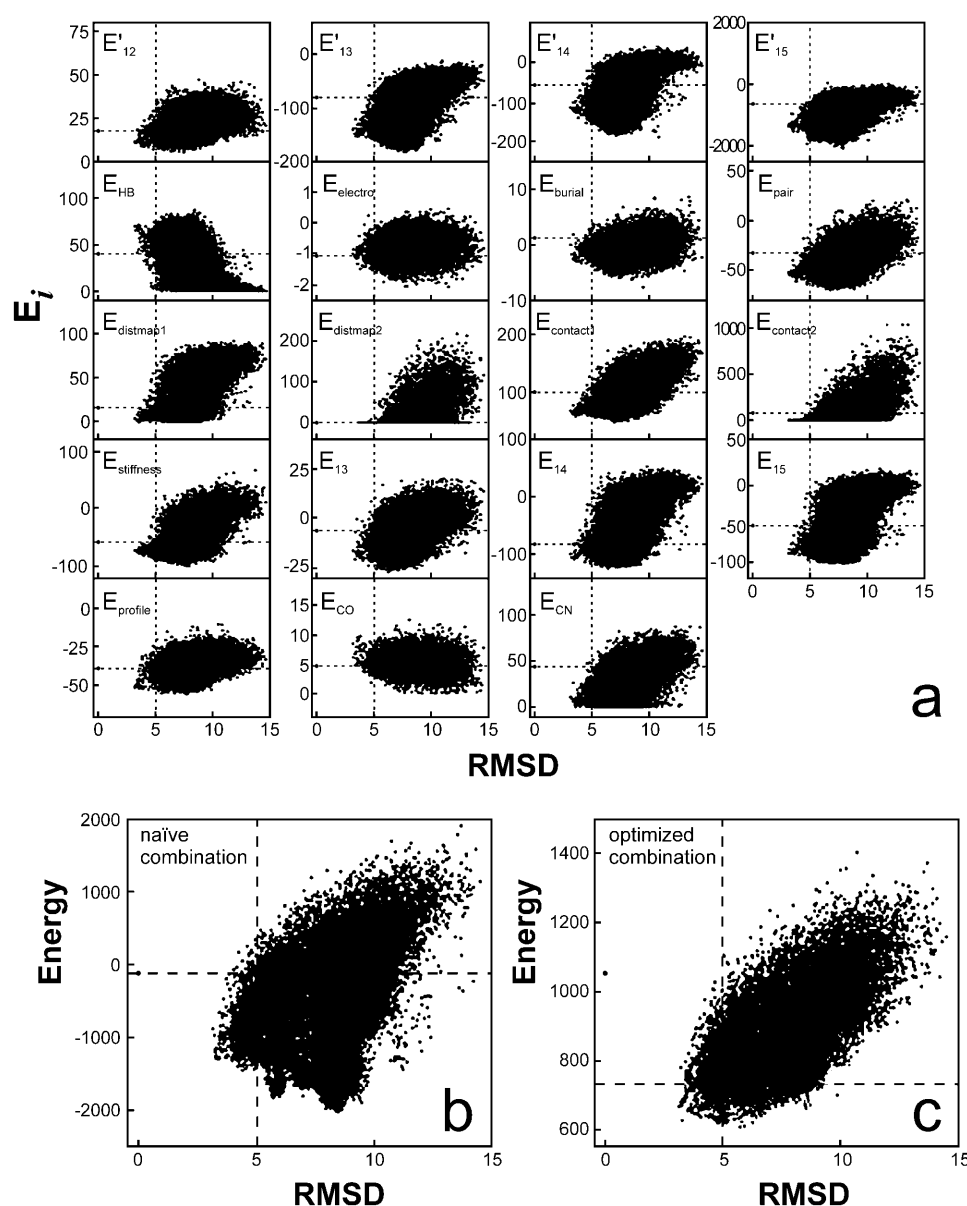 E'12 E'13 E'14 E'15
75 0 0 2000
50 -100 -100 0
25 -200 -2000
0 -200
EHB Eelectro Eburial Epair
100 1 10 50
50 0 0 0
0 -1 -10 -50
-2
Ei
Edistmap1 Edistmap2 Econtact1 Econtact2
100 200 200 1000
50 100 100 500
0 0 0
Estiffness E13 E14 E15
100 25 100 50
0 0 0 0
-100 -25 -100 -50
-100
Eprofile ECO ECN
0 15 100
-25 10 50
-50 5 0
0
0 5 10 15 0 5 10 15 0 5 10 15 0 5 10 15
RMSD
a
naïve combination
2000
1000
0
-1000
-2000
Energy
0 5 10 15
RMSD
b
optimized combination
1400
1200
1000
800
600
Energy
0 5 10 15
RMSD
c